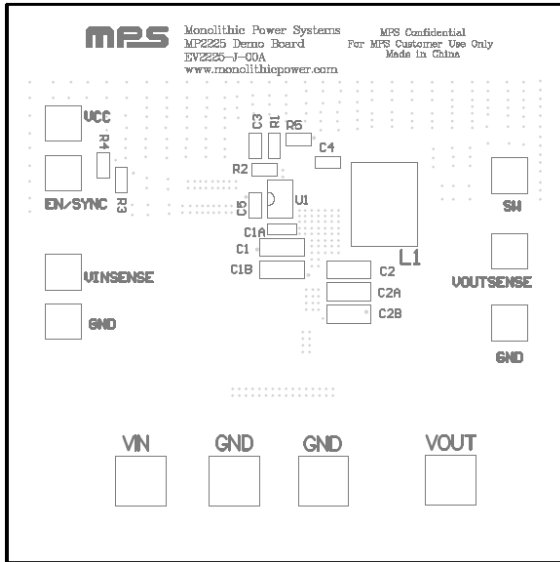 MPS
Monolithic Power Systems
MP2225 Demo Board
EV2225-J-00A
www.monolithicpower.com
MPS Confidential
For MPS Customer Use Only
Made in China
VCC
R4
EN/SYNC
R3
C3
R1
R5
C4
R2
C5
U1
C1A
C1
C1B
L1
C2
C2A
C2B
SW
VINSENSE
VOUTSENSE
GND
GND
VIN
GND
GND
VOUT